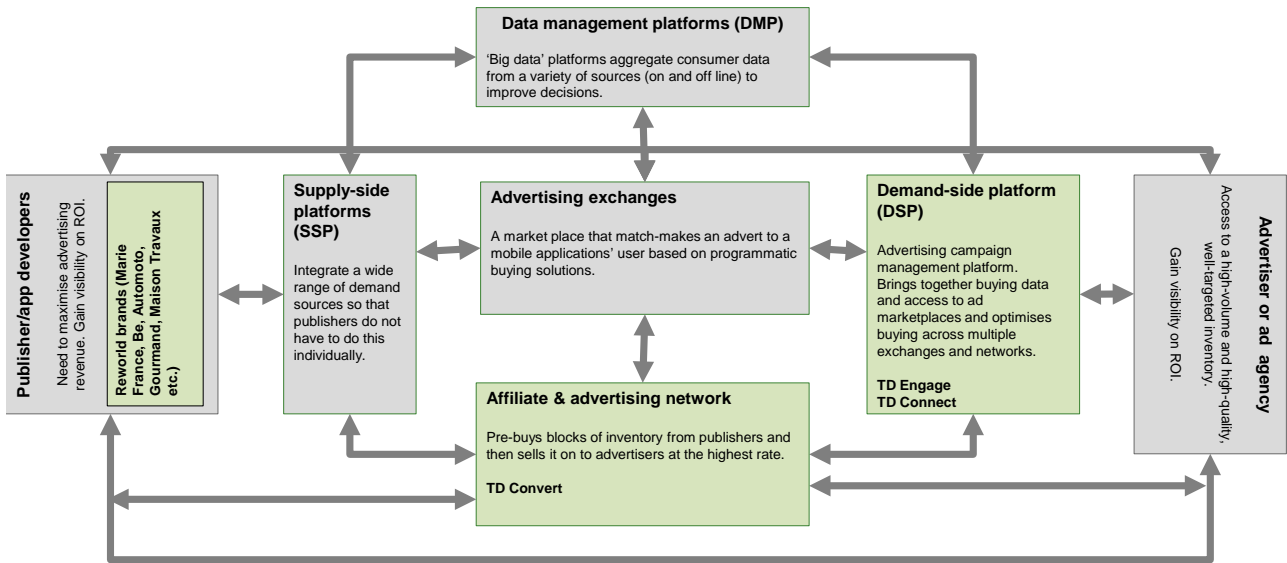 Data management platforms (DMP)
‘Big data’ platforms aggregate consumer data
from a variety of sources (on and off line) to
improve decisions.
Publisher/app developers
Need to maximise advertising
revenue. Gain visibility on ROI.
Reworld brands (Marie
France, Be, Automoto,
Gourmand, Maison Travaux
etc.)
Supply-side
platforms
(SSP)
Integrate a wide
range of demand
sources so that
publishers do not
have to do this
individually.
Advertising exchanges
A market place that match-makes an advert to a
mobile applications’ user based on programmatic
buying solutions.
Affiliate & advertising network
Pre-buys blocks of inventory from publishers and
then sells it on to advertisers at the highest rate.
TD Convert
Demand-side platform
(DSP)
Advertising campaign
management platform.
Brings together buying data
and access to ad
marketplaces and optimises
buying across multiple
exchanges and networks.
TD Engage
TD Connect
Advertiser or ad  agency
Access to a high-volume and high-quality,
well-targeted inventory.
Gain visibility on ROI.